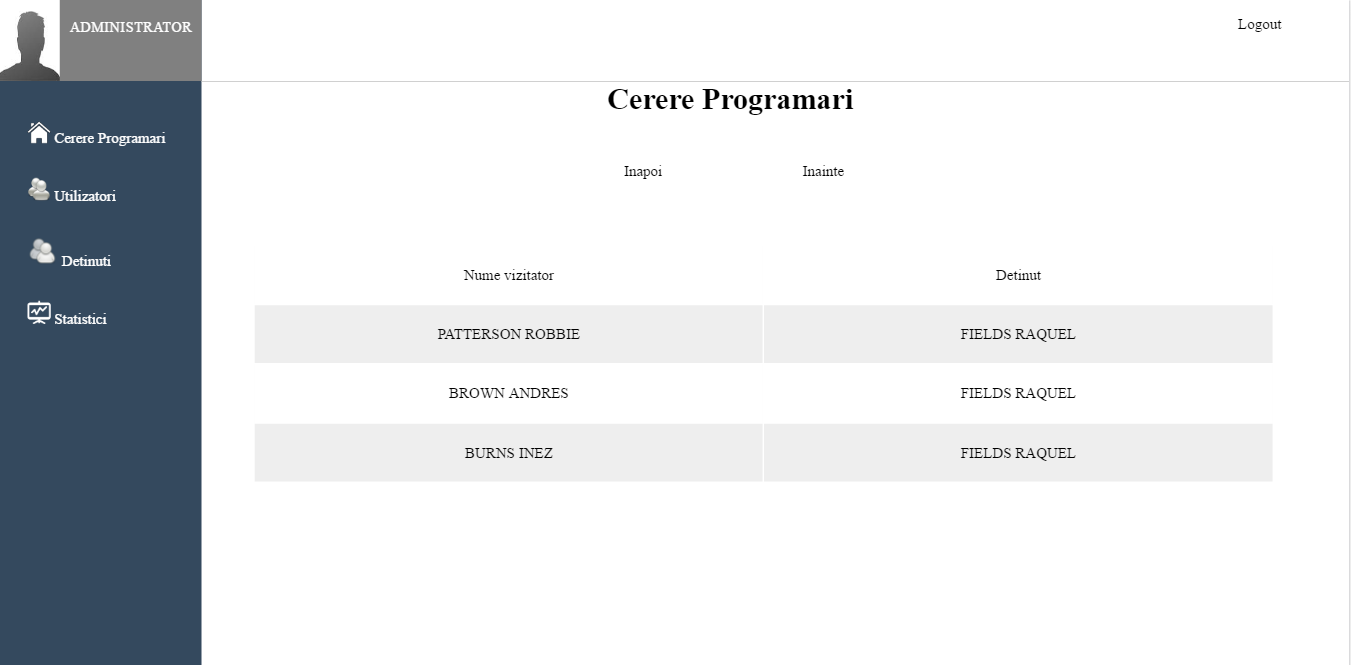 ADMINISTRATOR
Logout
Cerere Programari
Cerere Programari
Utilizatori
Detinuti
Statistici
Inapoi Inainte
Nume vizitator Detinut
PATTERSON ROBBIE FIELDS RAQUEL
BROWN ANDRES FIELDS RAQUEL
BURNS INEZ FIELDS RAQUEL